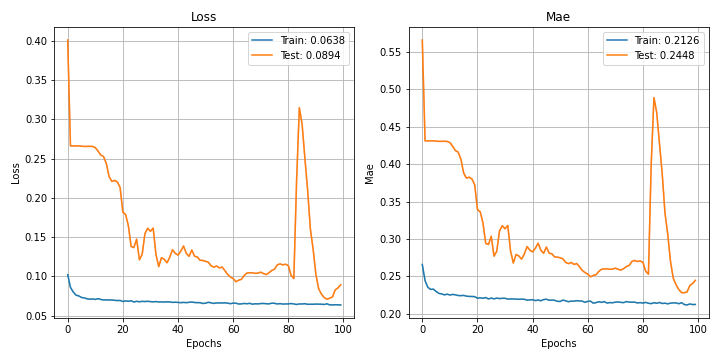 Loss
Train: 0.0638
Test: 0.0894
0.40
0.35
0.30
0.25
0.20
0.15
0.10
0.05
Loss
0
20
40
60
80
100
Epochs
Mae
Train: 0.2126
Test: 0.2448
0.55
0.50
0.45
0.40
0.35
0.30
0.25
0.20
Mae
0
20
40
60
80
100
Epochs